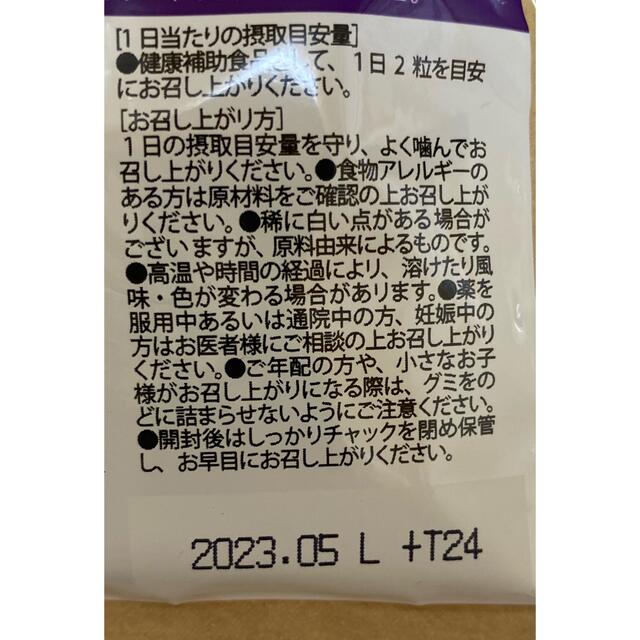 [1日当たりの摂取目安量]
●健康補助食品として、1日2粒を目安
にお召し上がりください。
[お召し上がり方]
1日の摂取目安量を守り、よく噛んでお
召し上がりください。●食物アレルギーの
ある方は原材料をご確認の上お召し上が
りください。●稀に白い点がある場合が
ございますが、原料由来によるものです。
●高温や時間の経過により、溶けたり風
味・色が変わる場合があります。●薬を
服用中あるいは通院中の方、妊娠中の
方はお医者様にご相談の上お召し上がり
ください。●ご年配の方や、小さなお子
様がお召し上がりになる際は、グミをの
どに詰まらせないようにご注意ください。
●開封後はしっかりチャックを閉め保管
し、お早目にお召し上がりください。
2023.05 L +T24